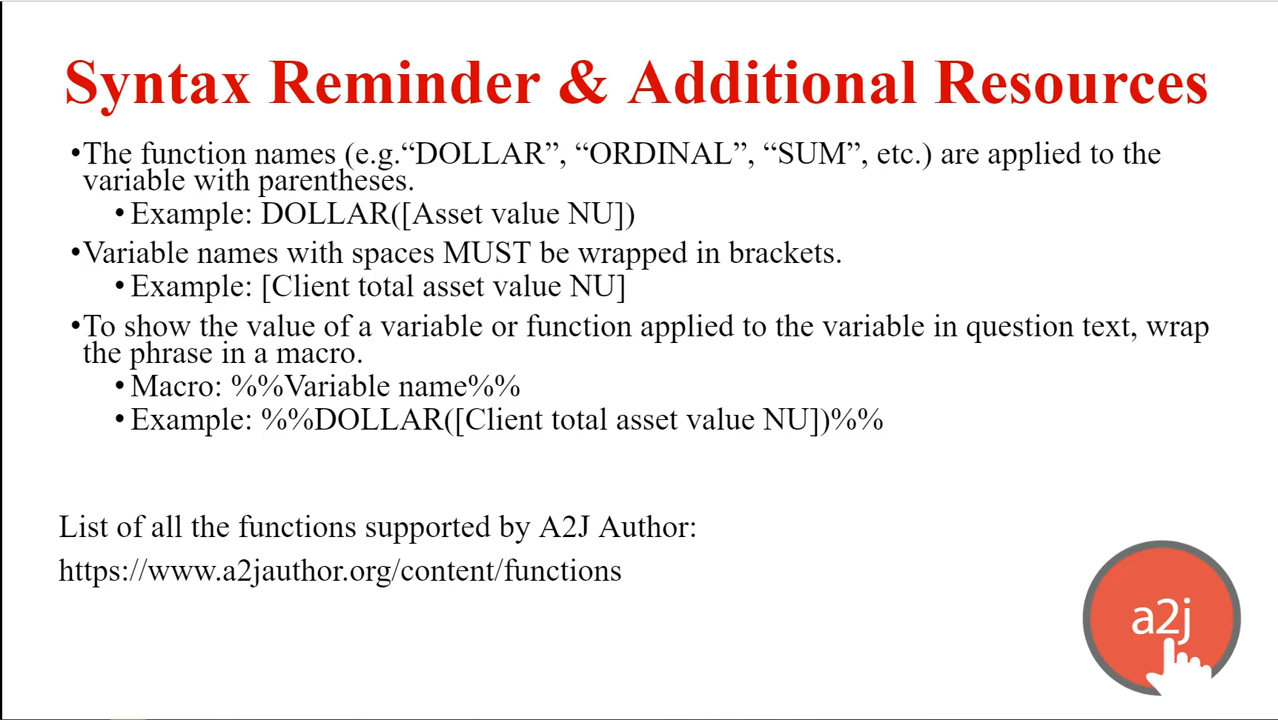 Syntax Reminder & Additional Resources
•The function names (e.g.“DOLLAR”, “ORDINAL”, “SUM”, etc.) are applied to the
variable with parentheses.
•Example: DOLLAR([Asset value NU])
•Variable names with spaces MUST be wrapped in brackets.
•Example: [Client total asset value NU]
•To show the value of a variable or function applied to the variable in question text, wrap
the phrase in a macro.
•Macro: %%Variable name%%
•Example: %%DOLLAR([Client total asset value NU])%%
List of all the functions supported by A2J Author:
https://www.a2jauthor.org/content/functions
a2j